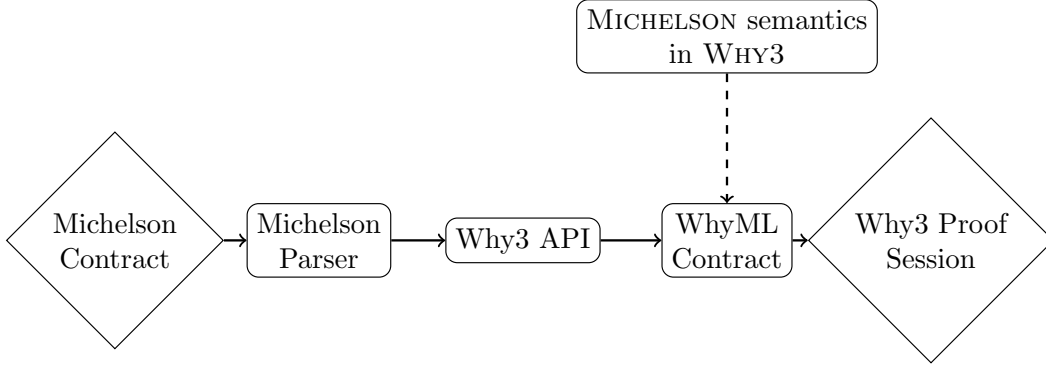 MICHELSON semantics
in WHY3
Michelson
Contract
Michelson
Parser
Why3 API
WhyML
Contract
Why3 Proof
Session